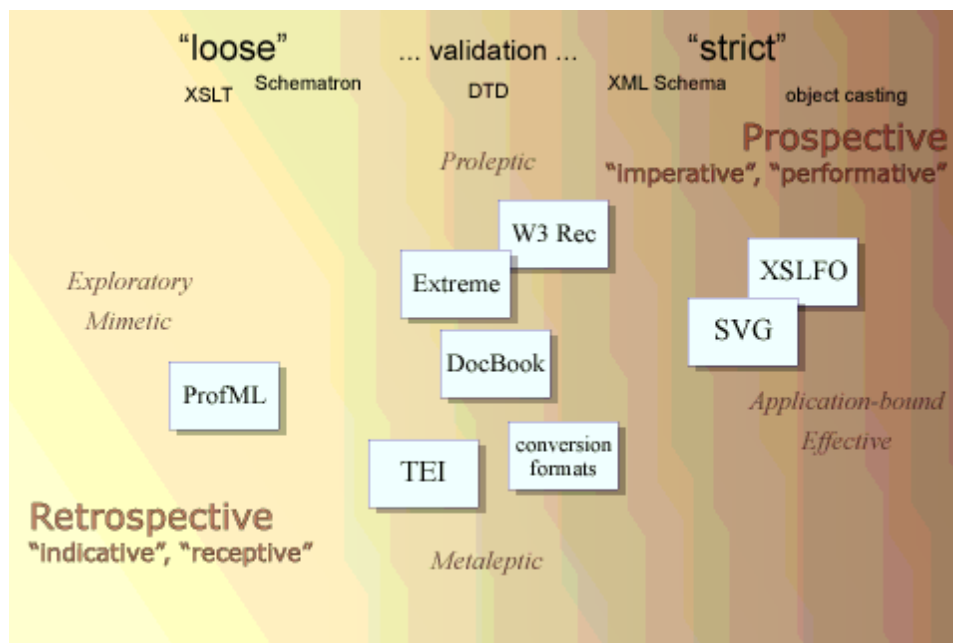 “loose” ... validation ... “strict”
XSLT Schematron DTD XML Schema object casting
Prospective
“imperative”, “performative”
Proleptic
W3 Rec
Extreme
XSLFO
SVG
Exploratory
Mimetic
DocBook
ProfML
Application-bound
Effective
conversion
formats
TEI
Retrospective
“indicative”, “receptive”
Metaleptic